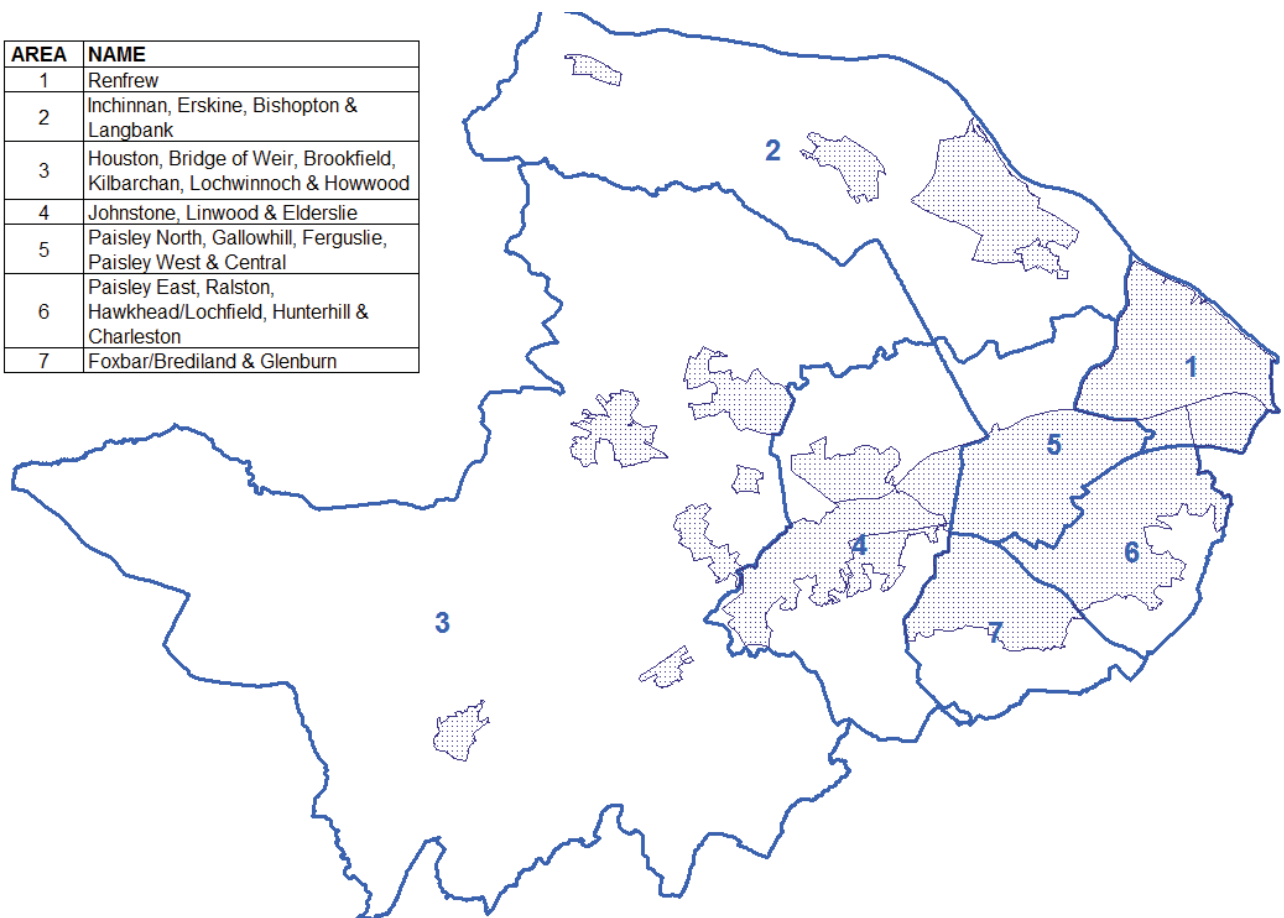 AREA NAME
1 Renfrew
2 Inchinnan, Erskine, Bishopton &
Langbank
3 Houston, Bridge of Weir, Brookfield,
Kilbarchan, Lochwinnoch & Howwood
4 Johnstone, Linwood & Elderslie
5 Paisley North, Gallowhill, Ferguslie,
Paisley West & Central
6 Paisley East, Ralston,
Hawkhead/Lochfield, Hunterhill &
Charleston
7 Foxbar/Brediland & Glenburn
2
1
5
4
6
3
7